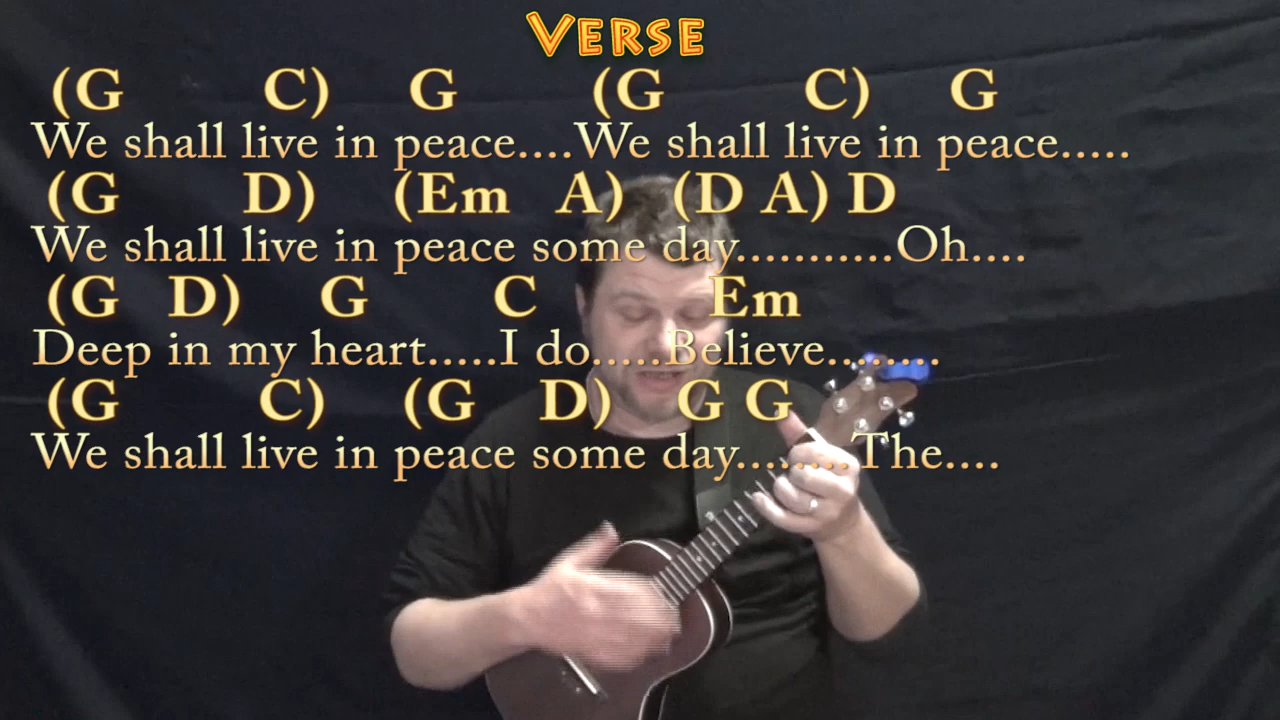 VERSE
(G C) G (G C) G
We shall live in peace....We shall live in peace.....
(G D) (Em A) (D A) D
We shall live in peace some day...........Oh....
(G D) G C Em
Deep in my heart.....I do.....Believe........
(G C) (G D) G G
We shall live in peace some day........The....